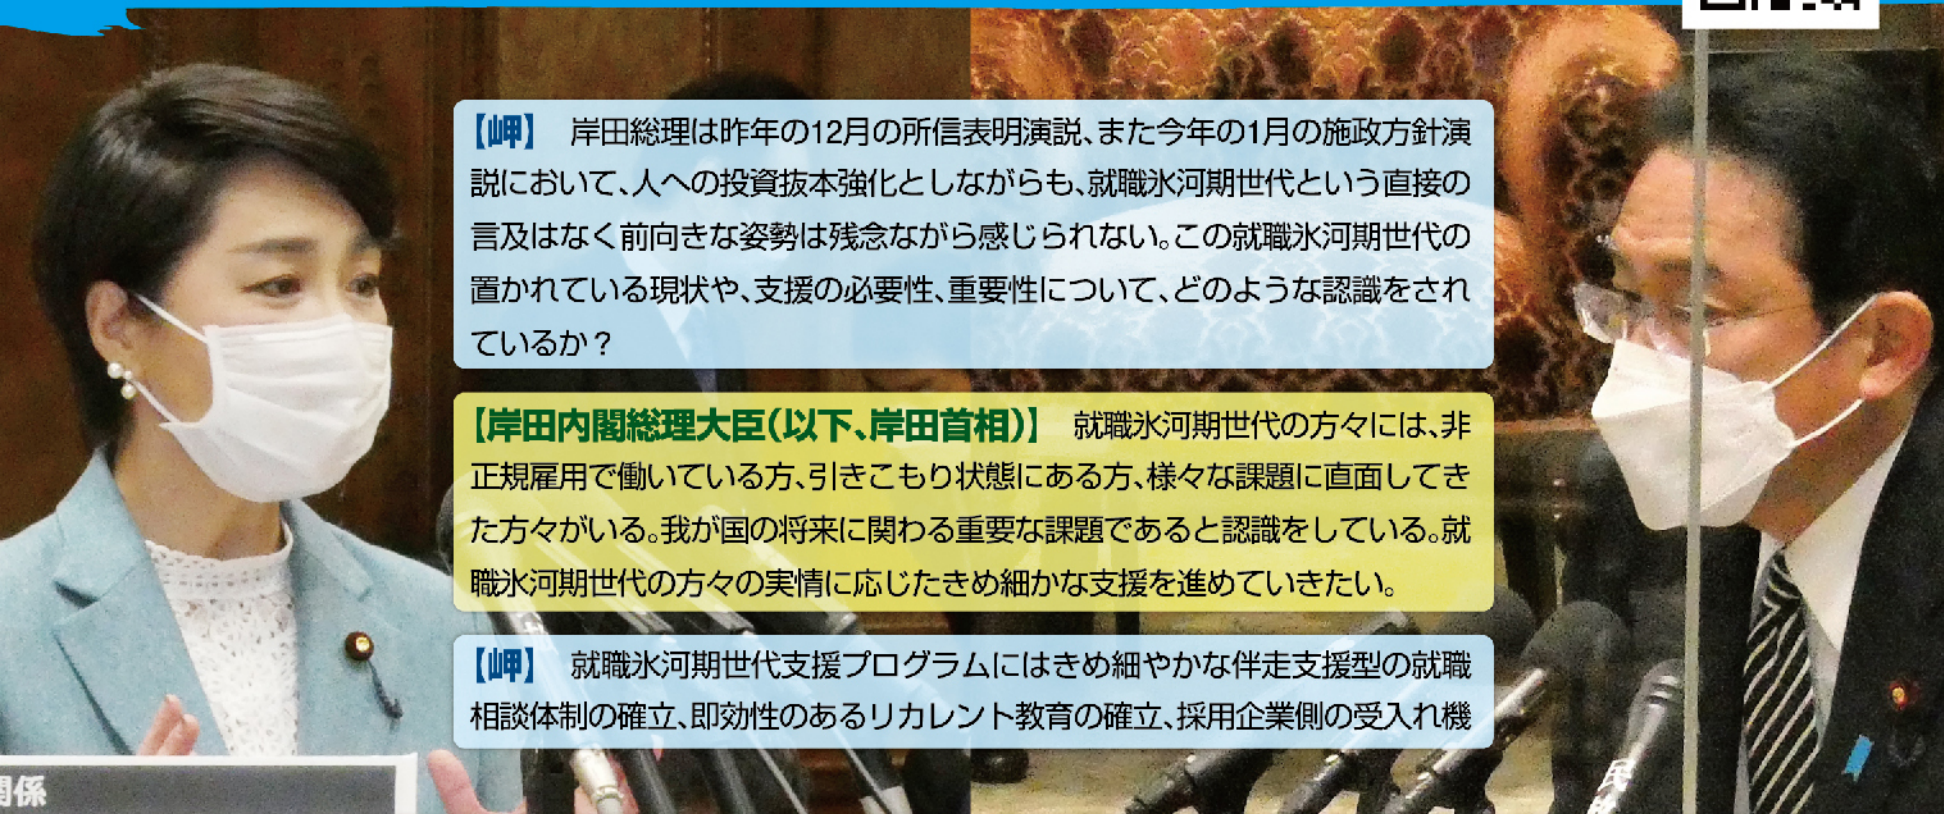 【岬】 岸田総理は昨年の12月の所信表明演説、また今年の1月の施政方針演
説において、人への投資抜本強化としながらも、就職氷河期世代という直接の
言及はなく前向きな姿勢は残念ながら感じられない。この就職氷河期世代の
置かれている現状や、支援の必要性、重要性について、どのような認識をされ
ているか？
【岸田内閣総理大臣(以下、岸田首相)】 就職氷河期世代の方々には、非
正規雇用で働いている方、引きこもり状態にある方、様々な課題に直面してき
た方々がいる。我が国の将来に関わる重要な課題であると認識をしている。就
職氷河期世代の方々の実情に応じたきめ細かな支援を進めていきたい。
【岬】 就職氷河期世代支援プログラムにはきめ細やかな伴走支援型の就職
相談体制の確立、即効性のあるリカレント教育の確立、採用企業側の受入れ機
関係
民